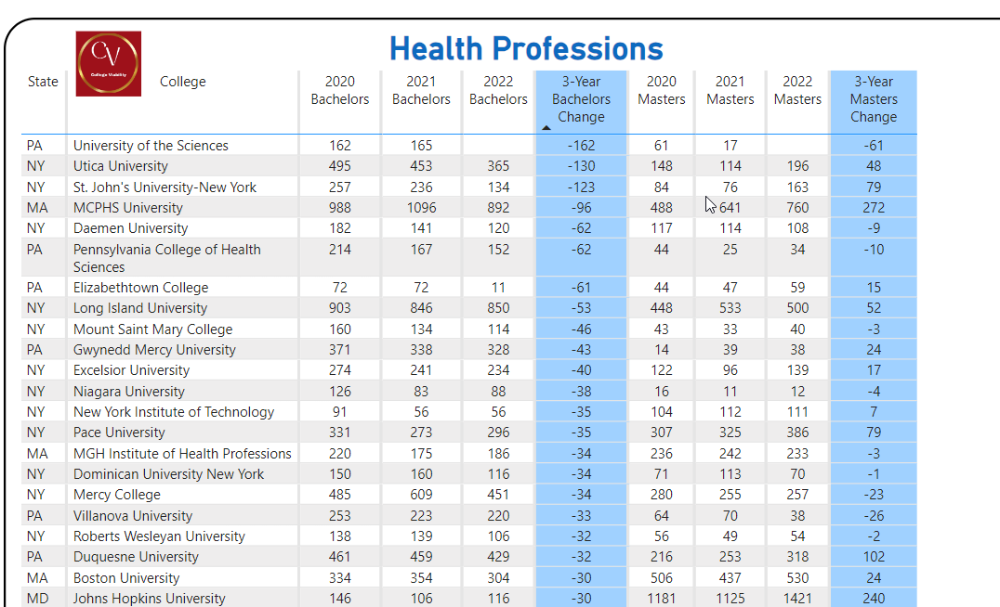 Health Professions
CV
College Viability
State College 2020 Bachelors 2021 Bachelors 2022 Bachelors 3-Year Bachelors Change 2020 Masters 2021 Masters 2022 Masters 3-Year Masters Change
PA University of the Sciences 162 165 -162 61 17 -61
NY Utica University 495 453 365 -130 148 114 196 48
NY St. John's University-New York 257 236 134 -123 84 76 163 79
MA MCPHS University 988 1096 892 -96 488 641 760 272
NY Daemen University 182 141 120 -62 117 114 108 -9
PA Pennsylvania College of Health Sciences 214 167 152 -62 44 25 34 -10
PA Elizabethtown College 72 72 11 -61 44 47 59 15
NY Long Island University 903 846 850 -53 448 533 500 52
NY Mount Saint Mary College 160 134 114 -46 43 33 40 -3
PA Gwynedd Mercy University 371 338 328 -43 14 39 38 24
NY Excelsior University 274 241 234 -40 122 96 139 17
NY Niagara University 126 83 88 -38 16 11 12 -4
NY New York Institute of Technology 91 56 56 -35 104 112 111 7
NY Pace University 331 273 296 -35 307 325 386 79
MA MGH Institute of Health Professions 220 175 186 -34 236 242 233 -3
NY Dominican University New York 150 160 116 -34 71 113 70 -1
NY Mercy College 485 609 451 -34 280 255 257 -23
PA Villanova University 253 223 220 -33 64 70 38 -26
NY Roberts Wesleyan University 138 139 106 -32 56 49 54 -2
PA Duquesne University 461 459 429 -32 216 253 318 102
MA Boston University 334 354 304 -30 506 437 530 24
MD Johns Hopkins University 146 106 116 -30 1181 1125 1421 240